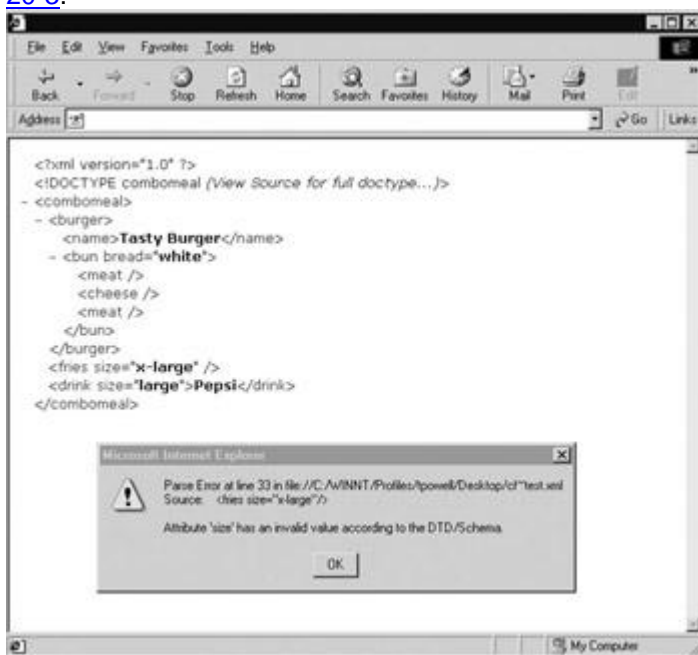 File Edit View Favorites Tools Help
Back Forward Stop Refresh Home Search Favorites History Mail Print Edit
Address Go Links
<?xml version="1.0" ?>
<!DOCTYPE combomeal (View Source for full doctype...)>
- <combomeal>
- <burger>
<name>Tasty Burger</name>
- <bun bread="white">
<meat />
<cheese />
<meat />
</bun>
</burger>
<fries size="x-large" />
<drink size="large">Pepsi</drink>
</combomeal>
Microsoft Internet Explorer
Parse Error at line 33 in file://C:/WINNT/Profiles/tpowell/Desktop/cf~test.xml
Source: <fries size="x-large"/>
Attribute 'size' has an invalid value according to the DTD/Schema.
OK
My Computer